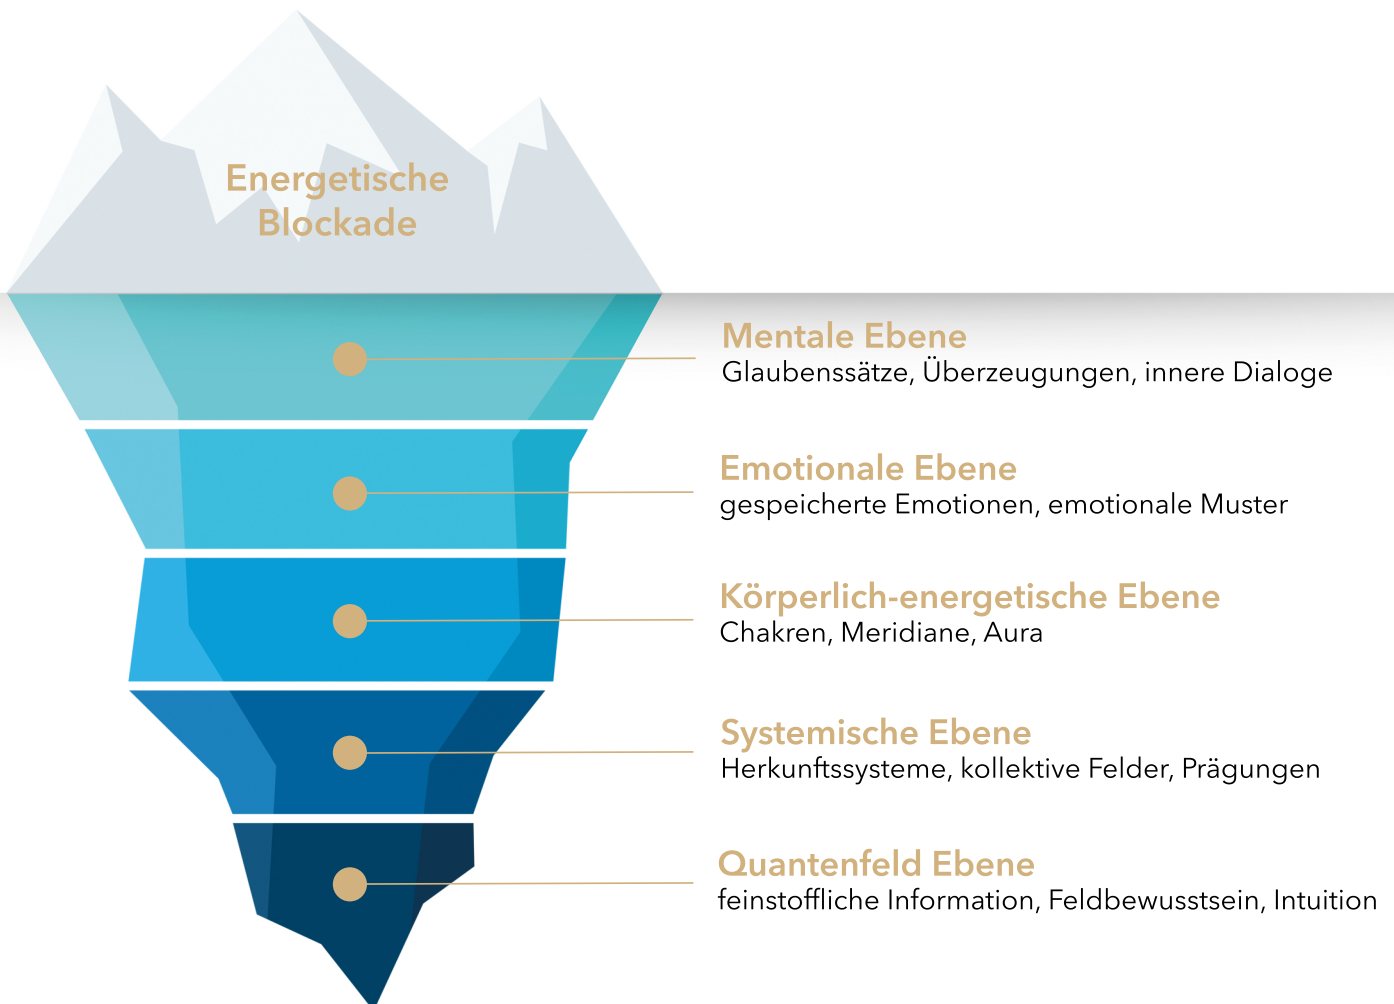 Energetische
Blockade
Mentale Ebene
Glaubenssätze, Überzeugungen, innere Dialoge
Emotionale Ebene
gespeicherte Emotionen, emotionale Muster
Körperlich-energetische Ebene
Chakren, Meridiane, Aura
Systemische Ebene
Herkunftssysteme, kollektive Felder, Prägungen
Quantenfeld Ebene
feinstoffliche Information, Feldbewusstsein, Intuition